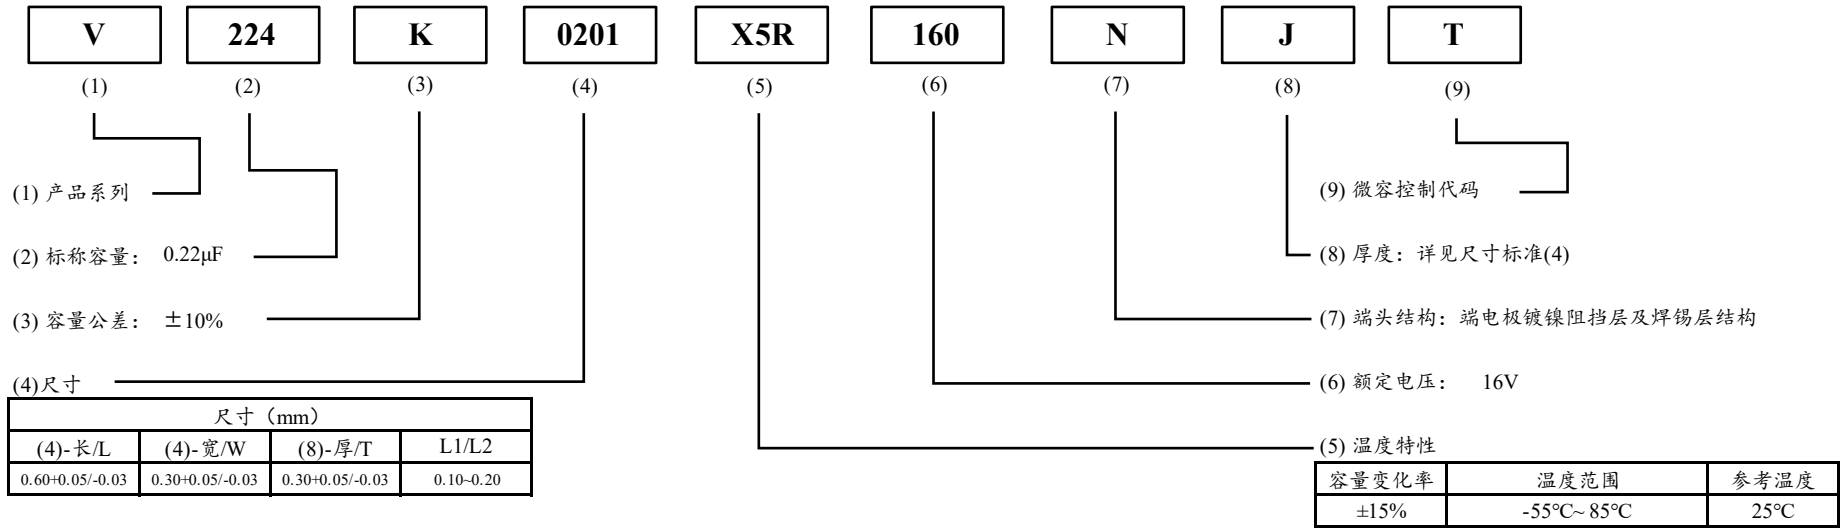 V 224 K 0201 X5R 160 N J T
(1) (2) (3) (4) (5) (6) (7) (8) (9)
(1) 产品系列
(9) 微容控制代码
(2) 标称容量： 0.22μF
(8) 厚度：详见尺寸标准(4)
(3) 容量公差： ±10%
(7) 端头结构：端电极镀镍阻挡层及焊锡层结构
(4)尺寸
(6) 额定电压： 16V
尺寸（mm）
(4)-长/L (4)-宽/W (8)-厚/T L1/L2
0.60+0.05/-0.03 0.30+0.05/-0.03 0.30+0.05/-0.03 0.10~0.20
(5) 温度特性
容量变化率 温度范围 参考温度
±15% -55°C~ 85°C 25°C